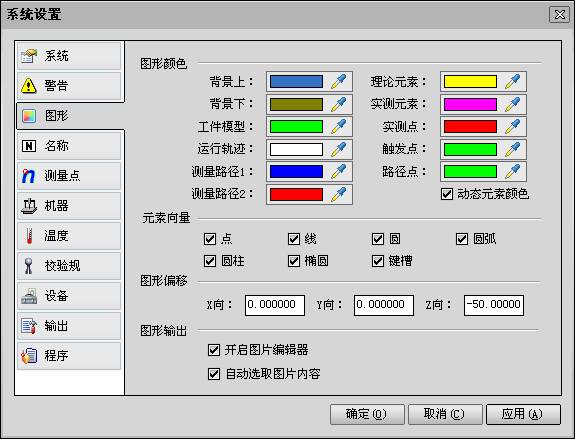 系统设置
系统
警告
图形
名称
测量点
机器
温度
校验规
设备
输出
程序
图形颜色
背景上： 理论元素：
背景下： 实测元素：
工件模型： 实测点：
运行轨迹： 触发点：
测量路径1： 路径点：
测量路径2： 动态元素颜色
元素向量
点 线 圆 圆弧
圆柱 椭圆 键槽
图形偏移
X向： 0.000000 Y向： 0.000000 Z向： -50.00000
图形输出
开启图片编辑器
自动选取图片内容
确定(O) 取消(C) 应用(A)